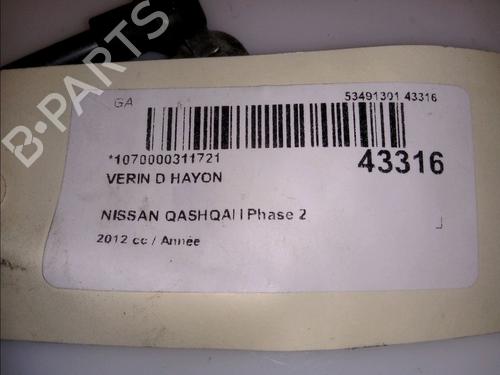 GA
53491301 43316
*1070000311721
43316
VERIN D HAYON
NISSAN QASHQAI I Phase 2
2012 cc / Année
B-PARTS